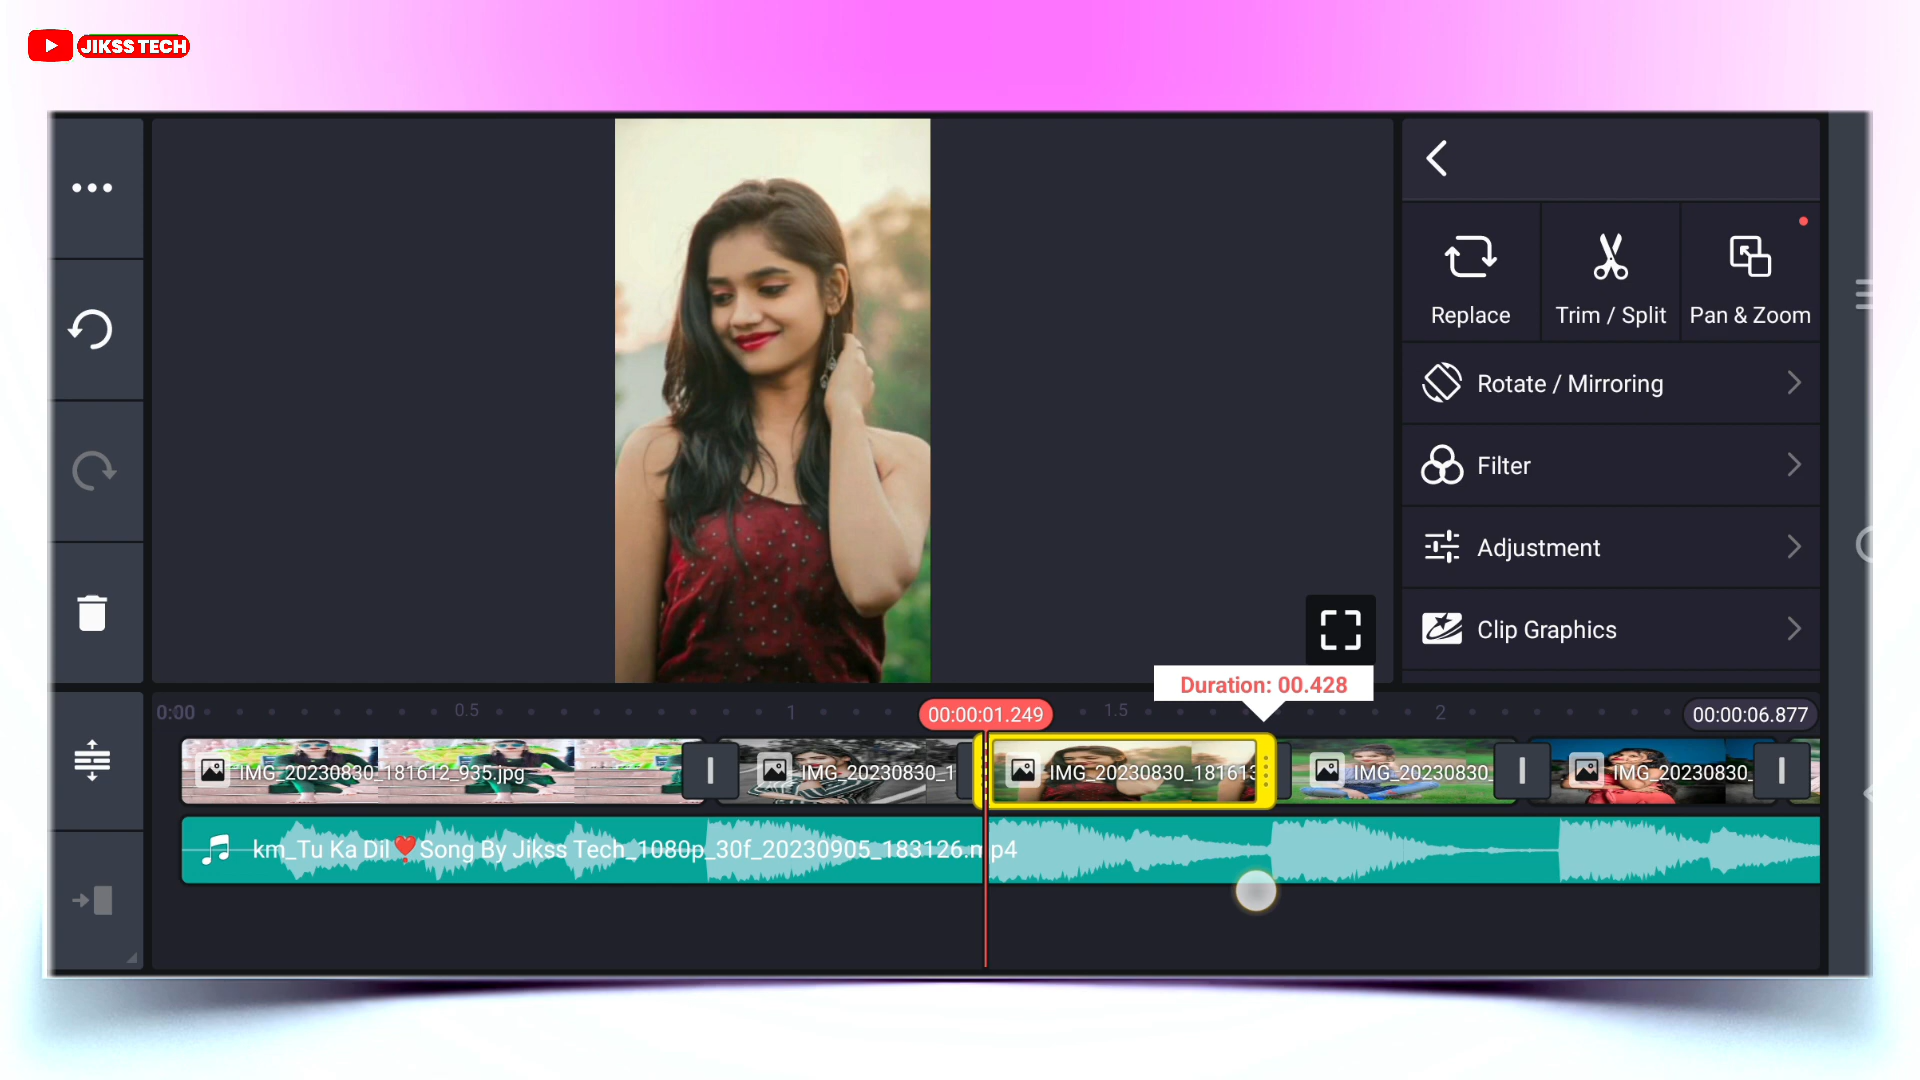 JIKSS TECH
Replace
Trim / Split
Pan & Zoom
Rotate / Mirroring
Filter
Adjustment
Clip Graphics
Duration: 00.428
0:00
0.5
1
00:00:01.249
1.5
2
00:00:06.877
IMG_20230830_181612_935.jpg
IMG_20230830_1
IMG_20230830_181613
IMG_20230830_
IMG_20230830_
km_Tu Ka Dil❣Song By Jikss Tech_1080p_30f_20230905_183126.mp4